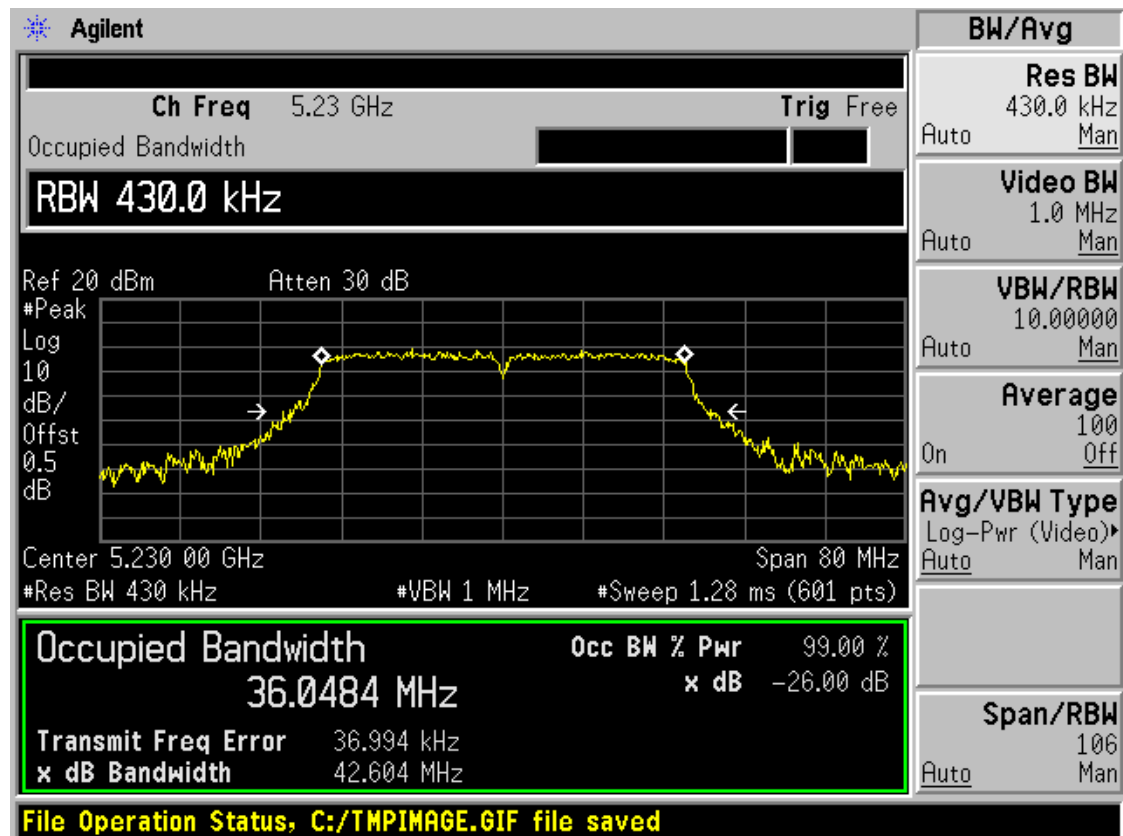 Agilent
Ch Freq 5.23 GHz Trig Free
Occupied Bandwidth
RBW 430.0 kHz
Ref 20 dBm Atten 30 dB
#Peak
Log
10
dB/
Offst
0.5
dB
Center 5.230 00 GHz Span 80 MHz
#Res BW 430 kHz #VBW 1 MHz #Sweep 1.28 ms (601 pts)
Occupied Bandwidth Occ BW % Pwr 99.00 %
36.0484 MHz x dB -26.00 dB
Transmit Freq Error 36.994 kHz
x dB Bandwidth 42.604 MHz
File Operation Status, C:/TMPIMAGE.GIF file saved
BW/Avg
Res BW
430.0 kHz
Auto Man
Video BW
1.0 MHz
Auto Man
VBW/RBW
10.00000
Auto Man
Average
100
On Off
Avg/VBW Type
Log-Pwr (Video)
Auto Man
Span/RBW
106
Auto Man